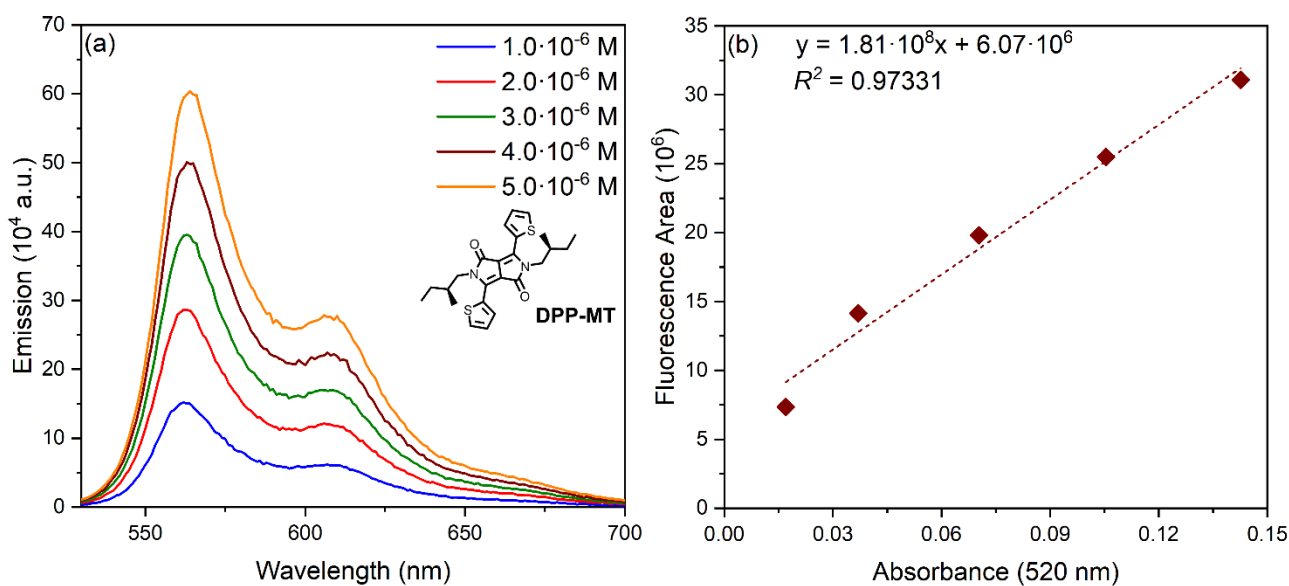 (a)
1.0·10⁻⁶ M
2.0·10⁻⁶ M
3.0·10⁻⁶ M
4.0·10⁻⁶ M
5.0·10⁻⁶ M
S
O
N
N
O
S
DPP-MT
70
60
50
40
30
20
10
0
550
600
650
700
Emission (10⁴ a.u.)
Wavelength (nm)
(b)
y = 1.81·10⁸x + 6.07·10⁶
R² = 0.97331
35
30
25
20
15
10
5
0
0.00
0.03
0.06
0.09
0.12
0.15
Fluorescence Area (10⁶)
Absorbance (520 nm)